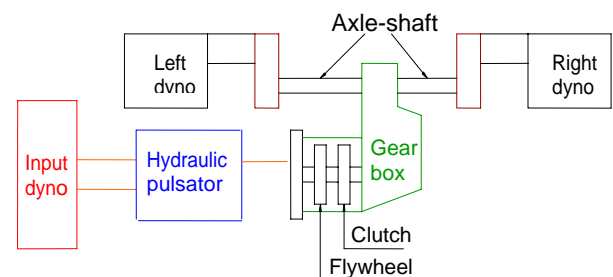 Axle-shaft
Left
dyno
Right
dyno
Input
dyno
Hydraulic
pulsator
Gear
box
Clutch
Flywheel